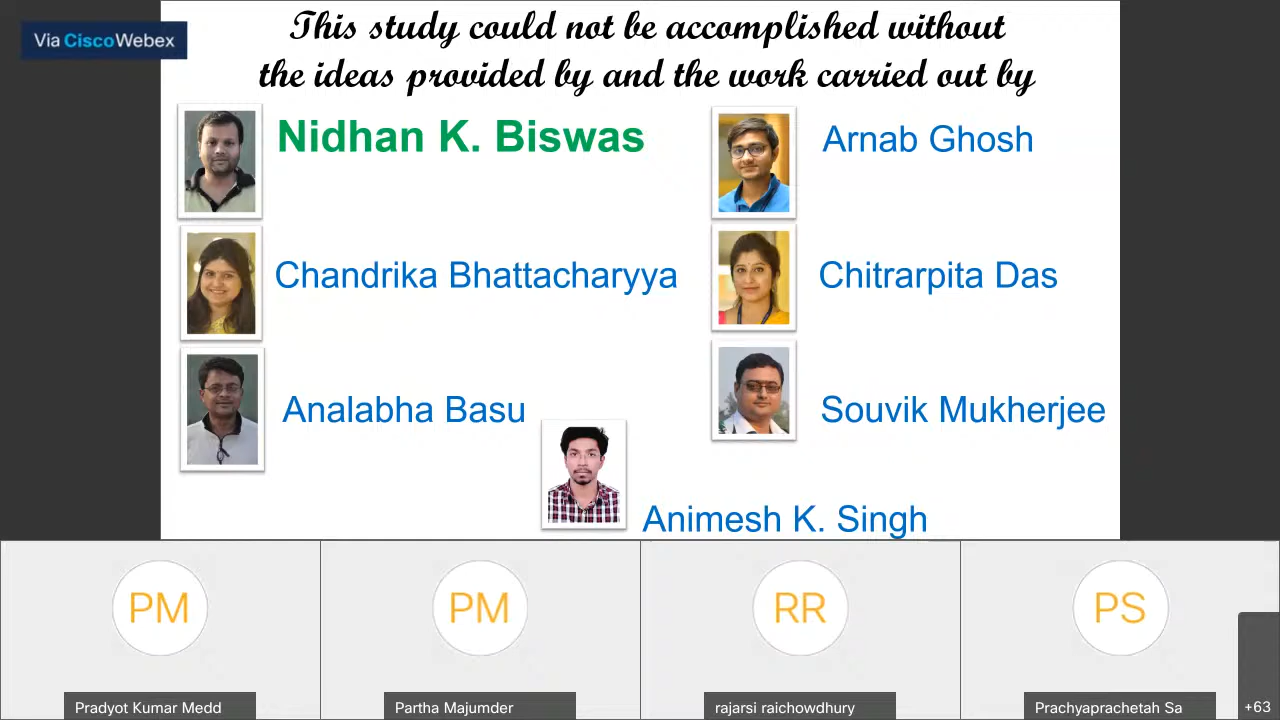 Via CiscoWebex
This study could not be accomplished without
the ideas provided by and the work carried out by
Nidhan K. Biswas
Arnab Ghosh
Chandrika Bhattacharyya
Chitrarpita Das
Analabha Basu
Souvik Mukherjee
Animesh K. Singh
PM
PM
RR
PS
Pradyot Kumar Medd
Partha Majumder
rajarsi raichowdhury
Prachyaprachetah Sa
+63